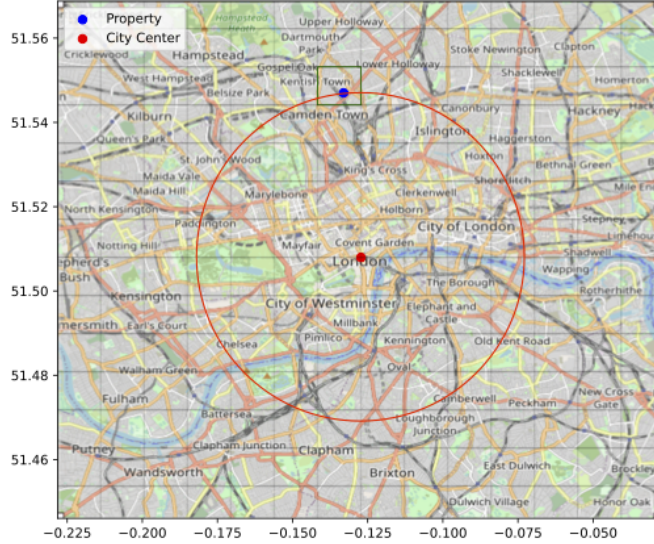 Property
City Center
51.56
51.54
51.52
51.50
51.48
51.46
−0.225
−0.200
−0.175
−0.150
−0.125
−0.100
−0.075
−0.050
Hampstead
Heath
Upper Holloway
Dartmouth
Park
Stoke Newington
Clapton
Cricklewood
Hampstead
Gospel Oak
Lower Holloway
Shacklewell
West Hampstead
Kentish Town
Homerton
Belsize Park
Kilburn
Camden Town
Canonbury
Hackney
Queen's Park
Islington
Haggerston
St. John's Wood
Hoxton
Bethnal Green
Maida Vale
King's Cross
Shoreditch
Maida Hill
Marylebone
Clerkenwell
Mile En
North Kensington
Holborn
Paddington
Stepney
City of London
Notting Hill
Mayfair
Covent Garden
Limehou
Shadwell
pherd's
Bush
London
Wapping
Kensington
The Borough
Rotherhithe
City of Westminster
Elephant and
Castle
mersmith
Earl's Court
Millbank
Chelsea
Pimlico
Kennington
Old Kent Road
Walham Green
Oval
New Cross
Gate
Fulham
Camberwell
Peckham
Battersea
Loughborough
Junction
Putney
Clapham Junction
Clapham
Wandsworth
Brixton
East Dulwich
Brockley
Dulwich Village
Honor Oak